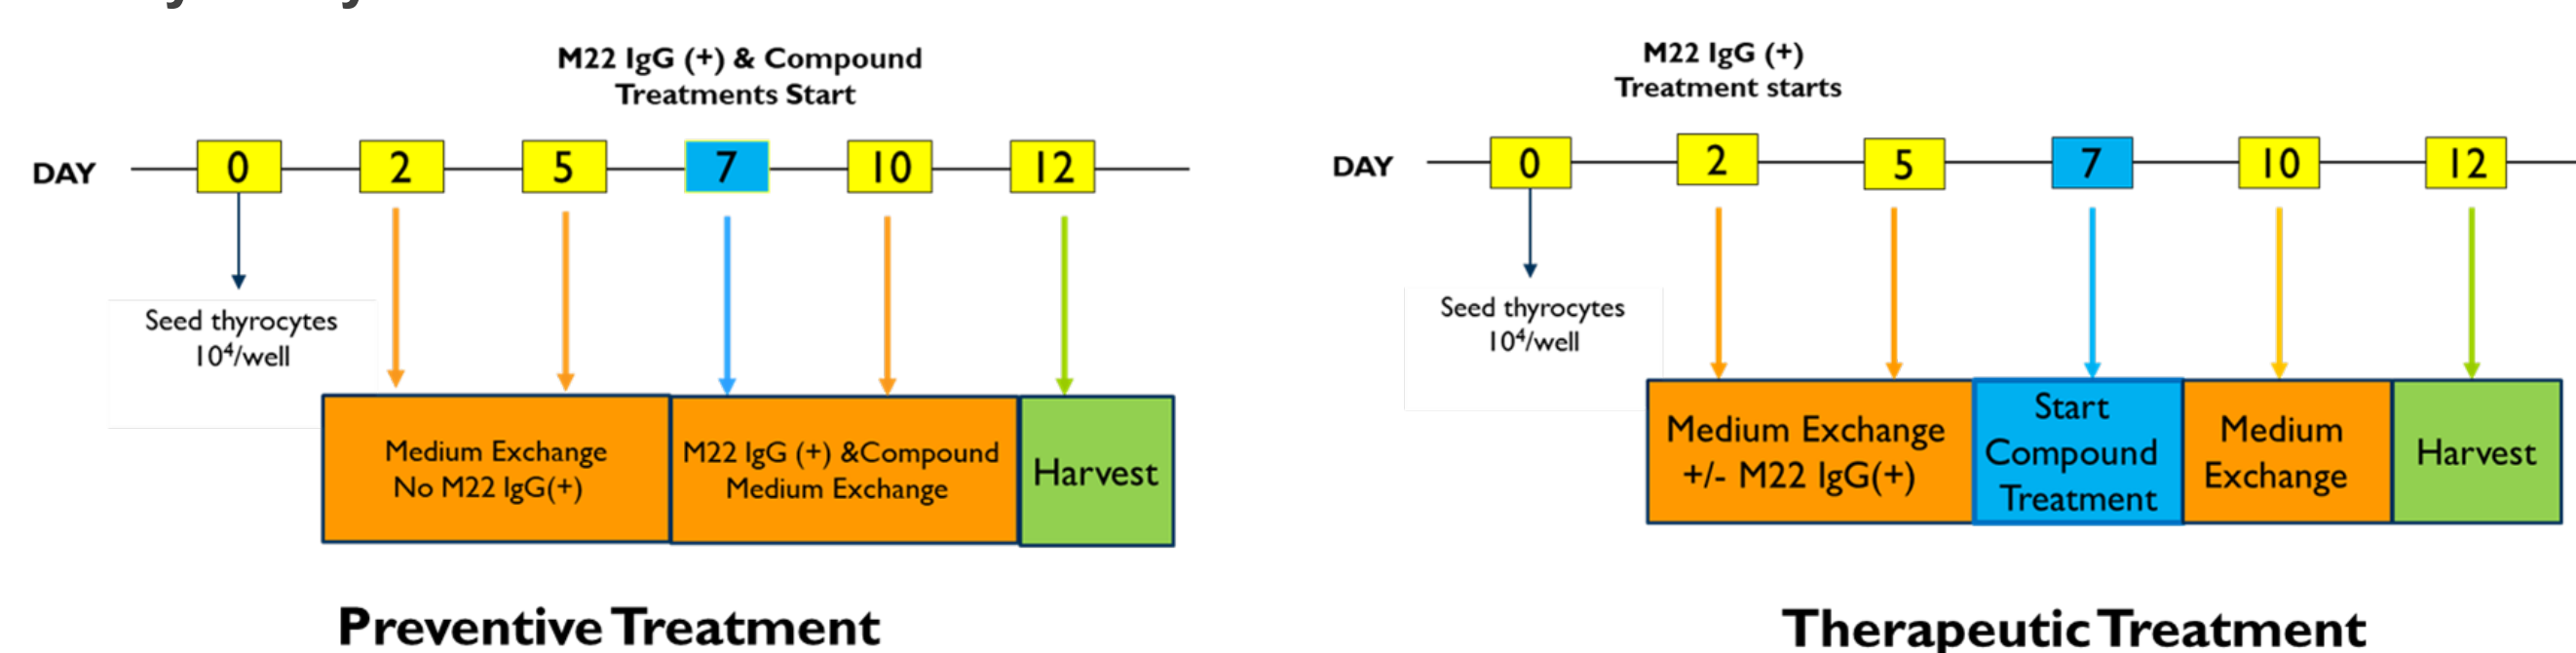 M22 IgG (+) & Compound
Treatments Start
DAY
0
2
5
7
10
12
Seed thyrocytes
10⁴/well
Medium Exchange
No M22 IgG(+)
M22 IgG (+) &Compound
Medium Exchange
Harvest
Preventive Treatment
M22 IgG (+)
Treatment starts
DAY
0
2
5
7
10
12
Seed thyrocytes
10⁴/well
Medium Exchange
+/- M22 IgG(+)
Start
Compound
Treatment
Medium
Exchange
Harvest
Therapeutic Treatment